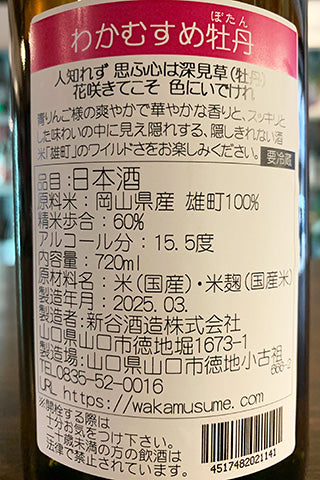 ぼたん
わかむすめ牡丹
人知れず 思ふ心は深見草(牡丹)
花咲きてこそ 色にいでけれ
青りんご様の爽やかで華やかな香りと、スッキリと
した味わいの中に見え隠れする、隠しきれない酒
米「雄町」のワイルドさをお楽しみください。 要冷蔵
品目:日本酒
原料米:岡山県産 雄町100%
精米歩合:60%
アルコール分:15.5度
内容量:720ml
原材料名:米(国産)・米麹(国産米)
製造年月:2025.03.
製造者:新谷酒造株式会社
山口県山口市徳地堀1673-1
製造場:山口県山口市徳地小古祖
668-2
TEL0835-52-0016
URL https://wakamusume.com
※開栓する際は
十分お気をつけ下さい。
二十歳未満の方の飲酒は
法律で禁止されています。
4517482021141